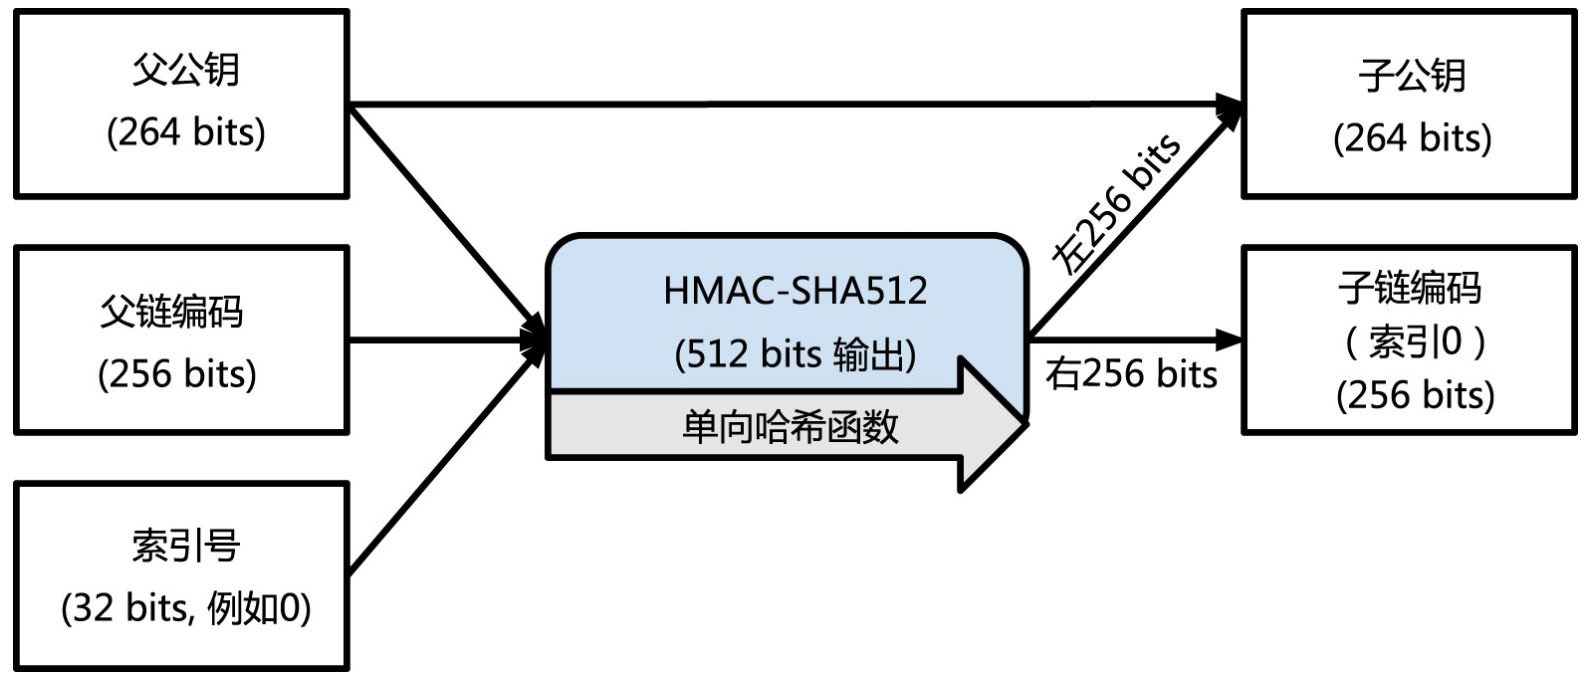 父公钥
(264 bits)
父链编码
(256 bits)
索引号
(32 bits, 例如0)
HMAC-SHA512
(512 bits 输出)
单向哈希函数
左256 bits
右256 bits
子公钥
(264 bits)
子链编码
（索引0）
(256 bits)